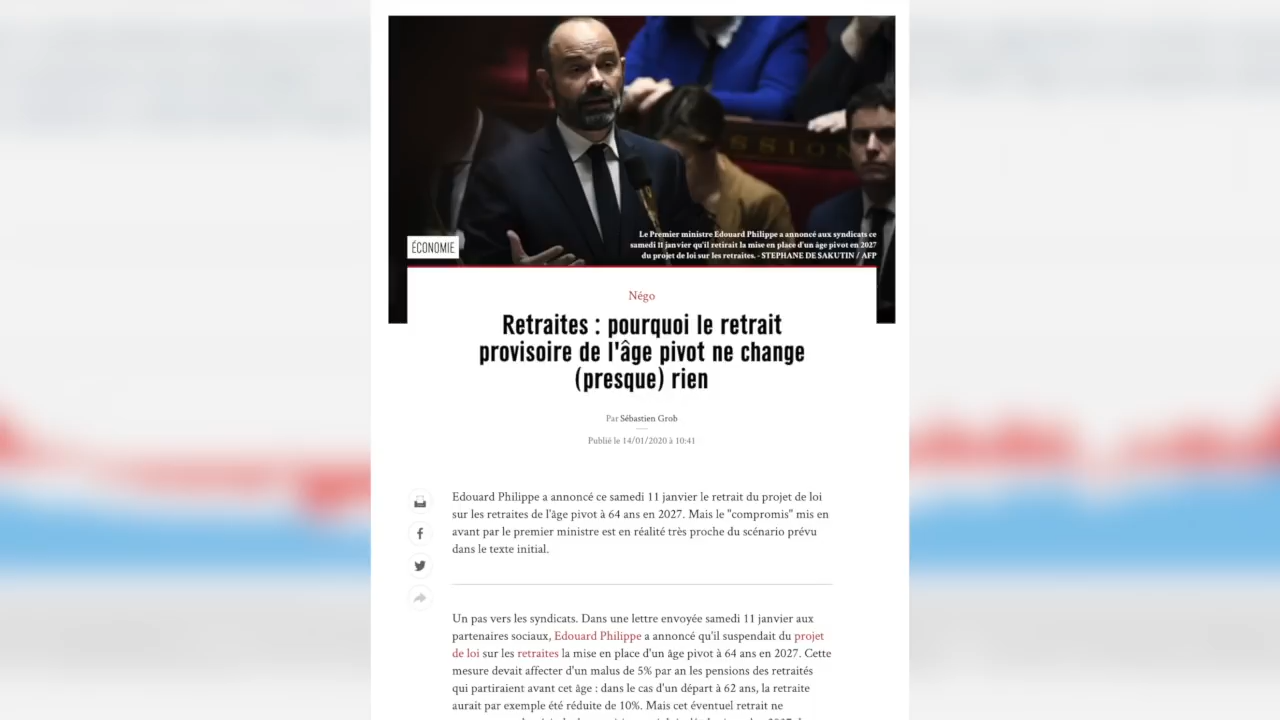 SSION
Le Premier ministre Edouard Philippe a annoncé aux syndicats ce
samedi 11 janvier qu'il retirait la mise en place d'un âge pivot en 2027
du projet de loi sur les retraites. - STEPHANE DE SAKUTIN / AFP
ÉCONOMIE
Négo
Retraites : pourquoi le retrait
provisoire de l'âge pivot ne change
(presque) rien
Par Sébastien Grob
Publié le 14/01/2020 à 10:41
Edouard Philippe a annoncé ce samedi 11 janvier le retrait du projet de loi
sur les retraites de l'âge pivot à 64 ans en 2027. Mais le "compromis" mis en
avant par le premier ministre est en réalité très proche du scénario prévu
dans le texte initial.
Un pas vers les syndicats. Dans une lettre envoyée samedi 11 janvier aux
partenaires sociaux, Edouard Philippe a annoncé qu'il suspendait du projet
de loi sur les retraites la mise en place d'un âge pivot à 64 ans en 2027. Cette
mesure devait affecter d'un malus de 5% par an les pensions des retraités
qui partiraient avant cet âge : dans le cas d'un départ à 62 ans, la retraite
aurait par exemple été réduite de 10%. Mais cet éventuel retrait ne